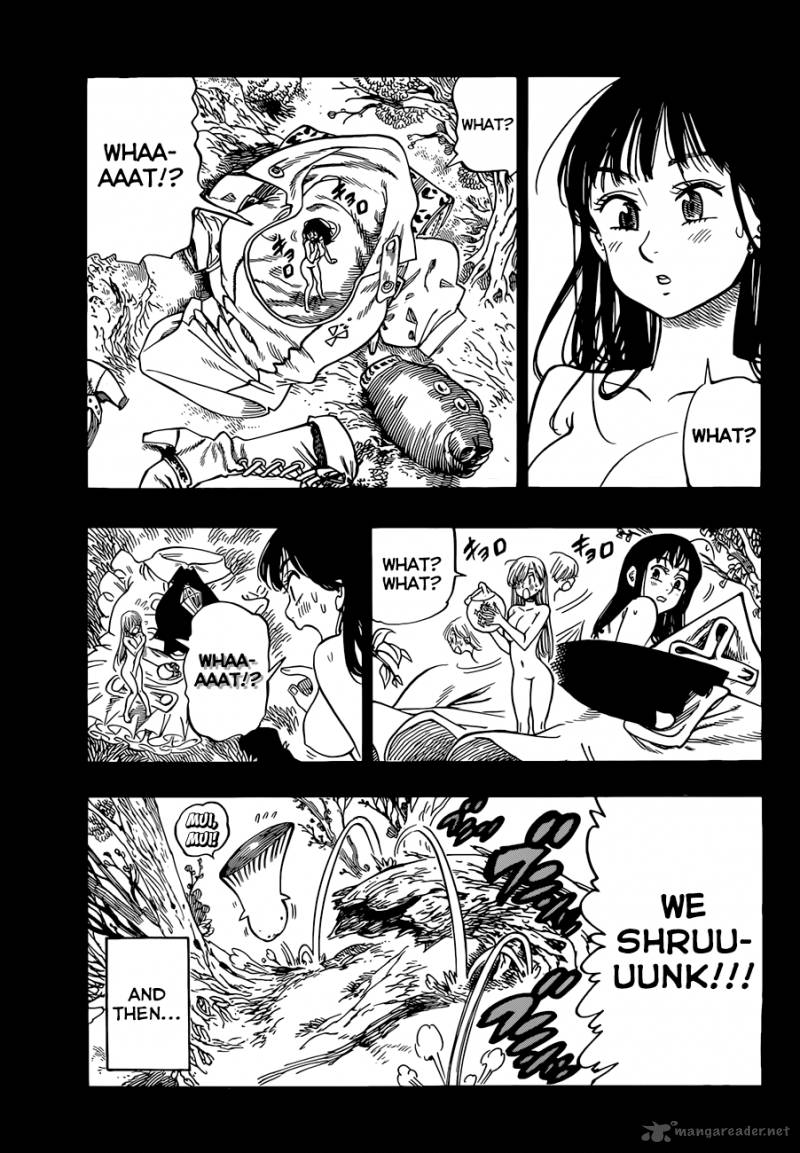 WHAT?
WHAT?
WHAA-
AAAT!?
キョロ
キョロ
WHAT?
WHAT?
キョロ
キョロ
WHAA-
AAAT!?
WE
SHRUU-
UUNK!!!
MUI,
MUI!
AND
THEN...
mangareader.net